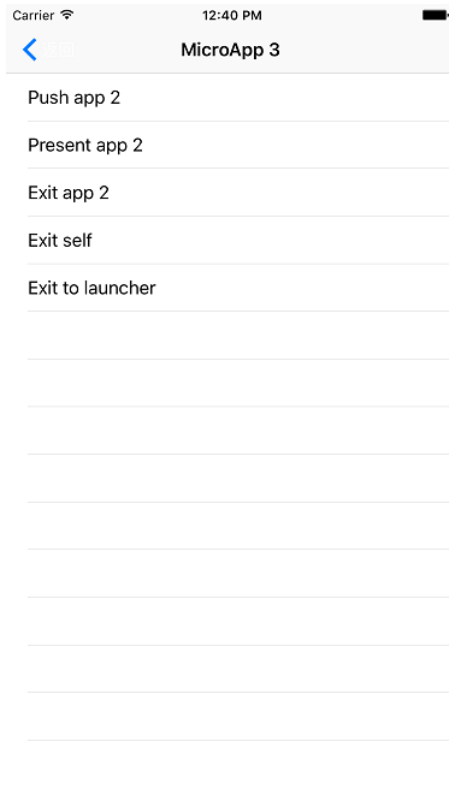 Carrier 12:40 PM
MicroApp 3
Push app 2
Present app 2
Exit app 2
Exit self
Exit to launcher